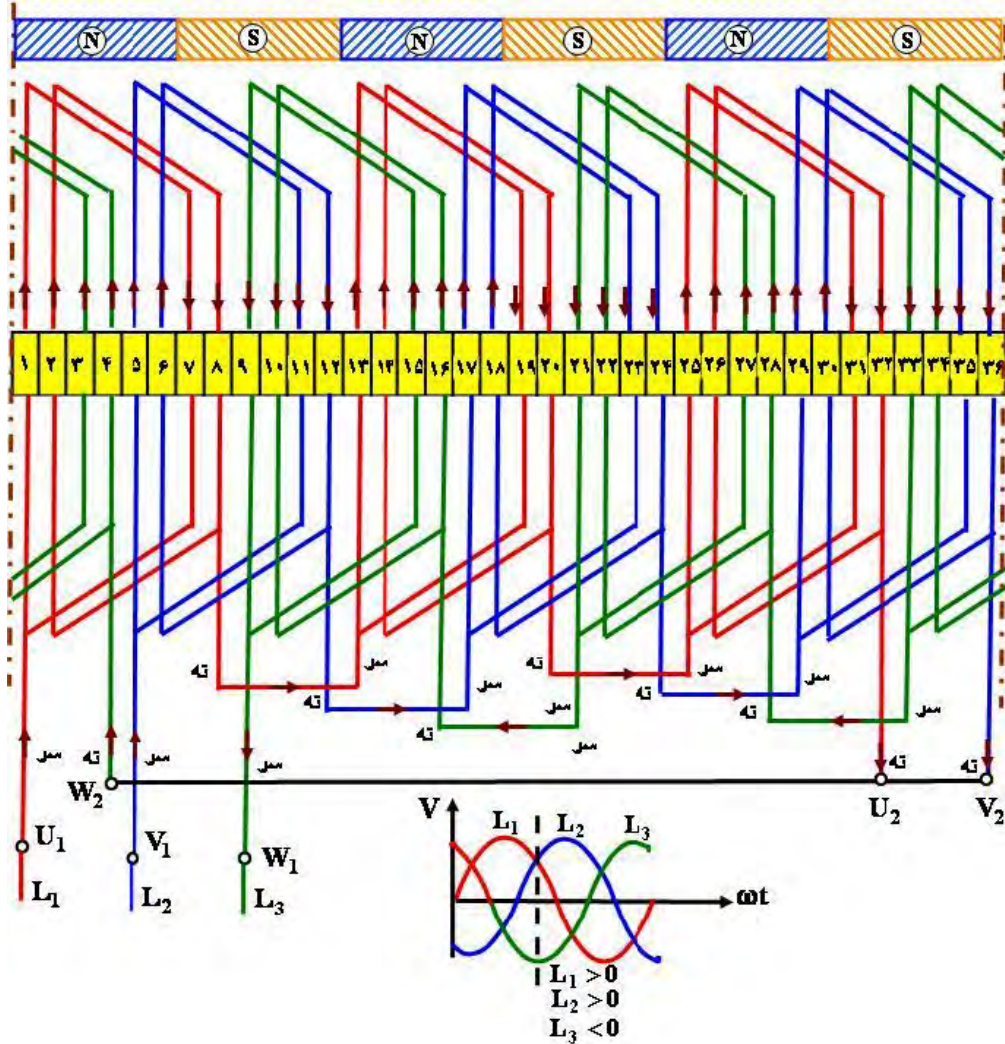 N S N S N S
۱ ۲ ۳ ۴ ۵ ۶ ۷ ۸ ۹ ۱۰ ۱۱ ۱۲ ۱۳ ۱۴ ۱۵ ۱۶ ۱۷ ۱۸ ۱۹ ۲۰ ۲۱ ۲۲ ۲۳ ۲۴ ۲۵ ۲۶ ۲۷ ۲۸ ۲۹ ۳۰ ۳۱ ۳۲ ۳۳ ۳۴ ۳۵ ۳۶
ته سر ته سر
ته سر ته سر
ته سر ته سر
سر ته سر سر ته ته
W₂ U₂ V₂
U₁ V₁ W₁
L₁ L₂ L₃
V L₁ L₂ L₃
ωt
L₁ >0
L₂ >0
L₃ <0